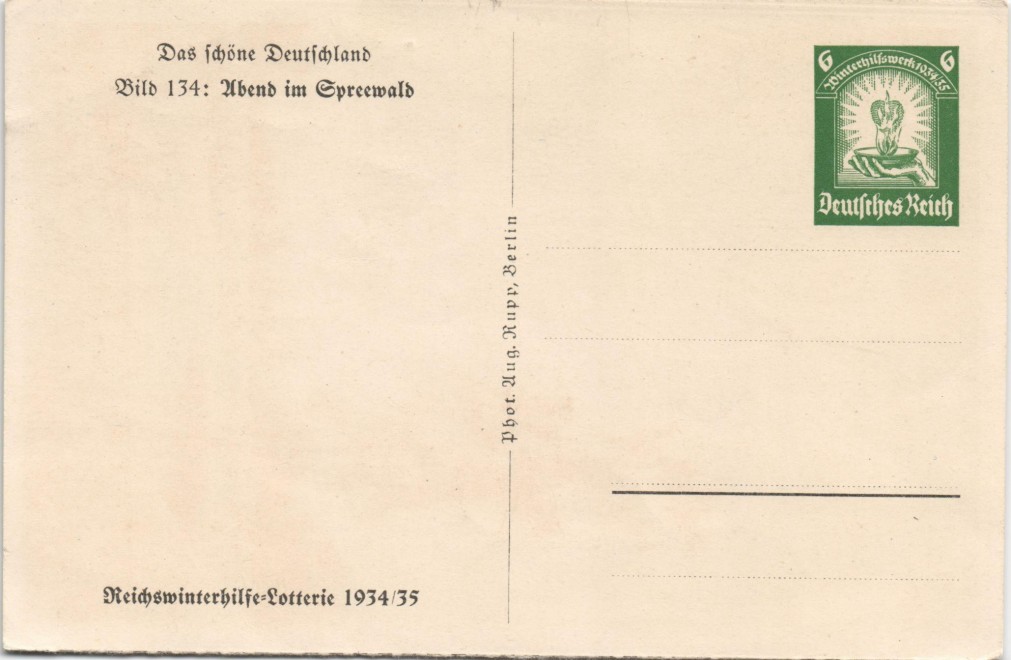 Das schöne Deutschland
Bild 134: Abend im Spreewald
Reichswinterhilfe=Lotterie 1934/35
Phot. Aug. Rupp, Berlin
6 6
Winterhilfswerk 1934/35
Deutsches Reich